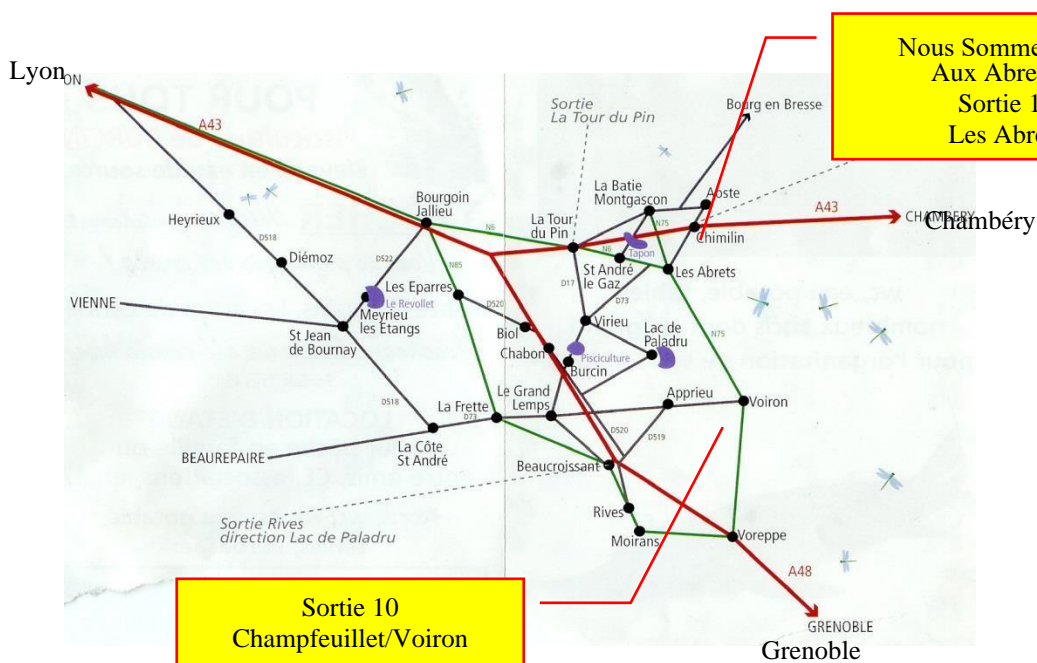 Nous Somme
Aux Abre
Sortie 1
Les Abre
Lyon
ON
POUR TOU
A43
Sortie
La Tour du Pin
Bourg en Bresse
La Batie
Montgascon
Aoste
Bourgoin
Jallieu
La Tour
du Pin
N6
N75
A43
CHAMBERY
Chambéry
Heyrieux
Chimilin
Tapon
D518
D522
N85
N6
St André
le Gaz
Les Abrets
Diémoz
Les Eparres
Le Revollet
D17
D73
VIENNE
Meyrieu
les Etangs
D520
Virieu
Lac de
Paladru
St Jean
de Bournay
Biol
N75
Chabon
Pisciculture
Burcin
Le Grand
Lemps
Apprieu
Voiron
D518
La Frette
D73
D520
D519
La Côte
St André
BEAUREPAIRE
Beaucroissant
Sortie Rives
direction Lac de Paladru
Rives
Moirans
Voreppe
A48
Sortie 10
Champfeuillet/Voiron
GRENOBLE
Grenoble